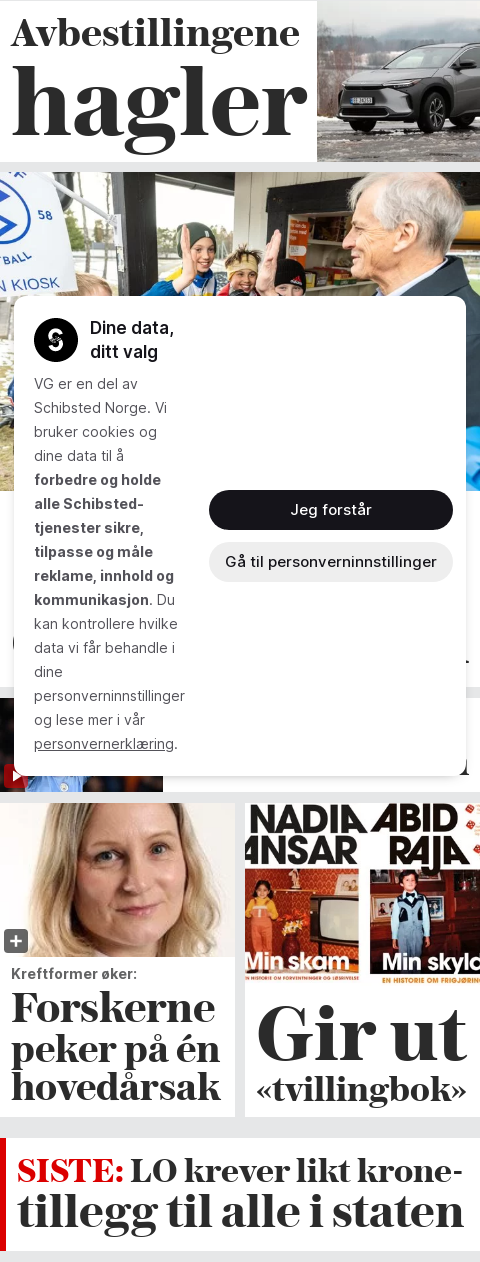 Avbestillingene
hagler
58
N KIOSK
Dine data,
ditt valg
VG er en del av
Schibsted Norge. Vi
bruker cookies og
dine data til å
forbedre og holde
alle Schibsted-
tjenester sikre,
tilpasse og måle
reklame, innhold og
kommunikasjon. Du
kan kontrollere hvilke
data vi får behandle i
dine
personverninnstillinger
og lese mer i vår
personvernerklæring.
Jeg forstår
Gå til personverninnstillinger
Kreftformer øker:
Forskerne
peker på én
hovedårsak
NADIA
ANSAR
Min skam
EN HISTORIE OM FORVENTNINGER OG LØSRIVELSE
ABID
RAJA
Min skyld
EN HISTORIE OM FRIGJØRING
Gir ut
«tvillingbok»
SISTE: LO krever likt krone-
tillegg til alle i staten